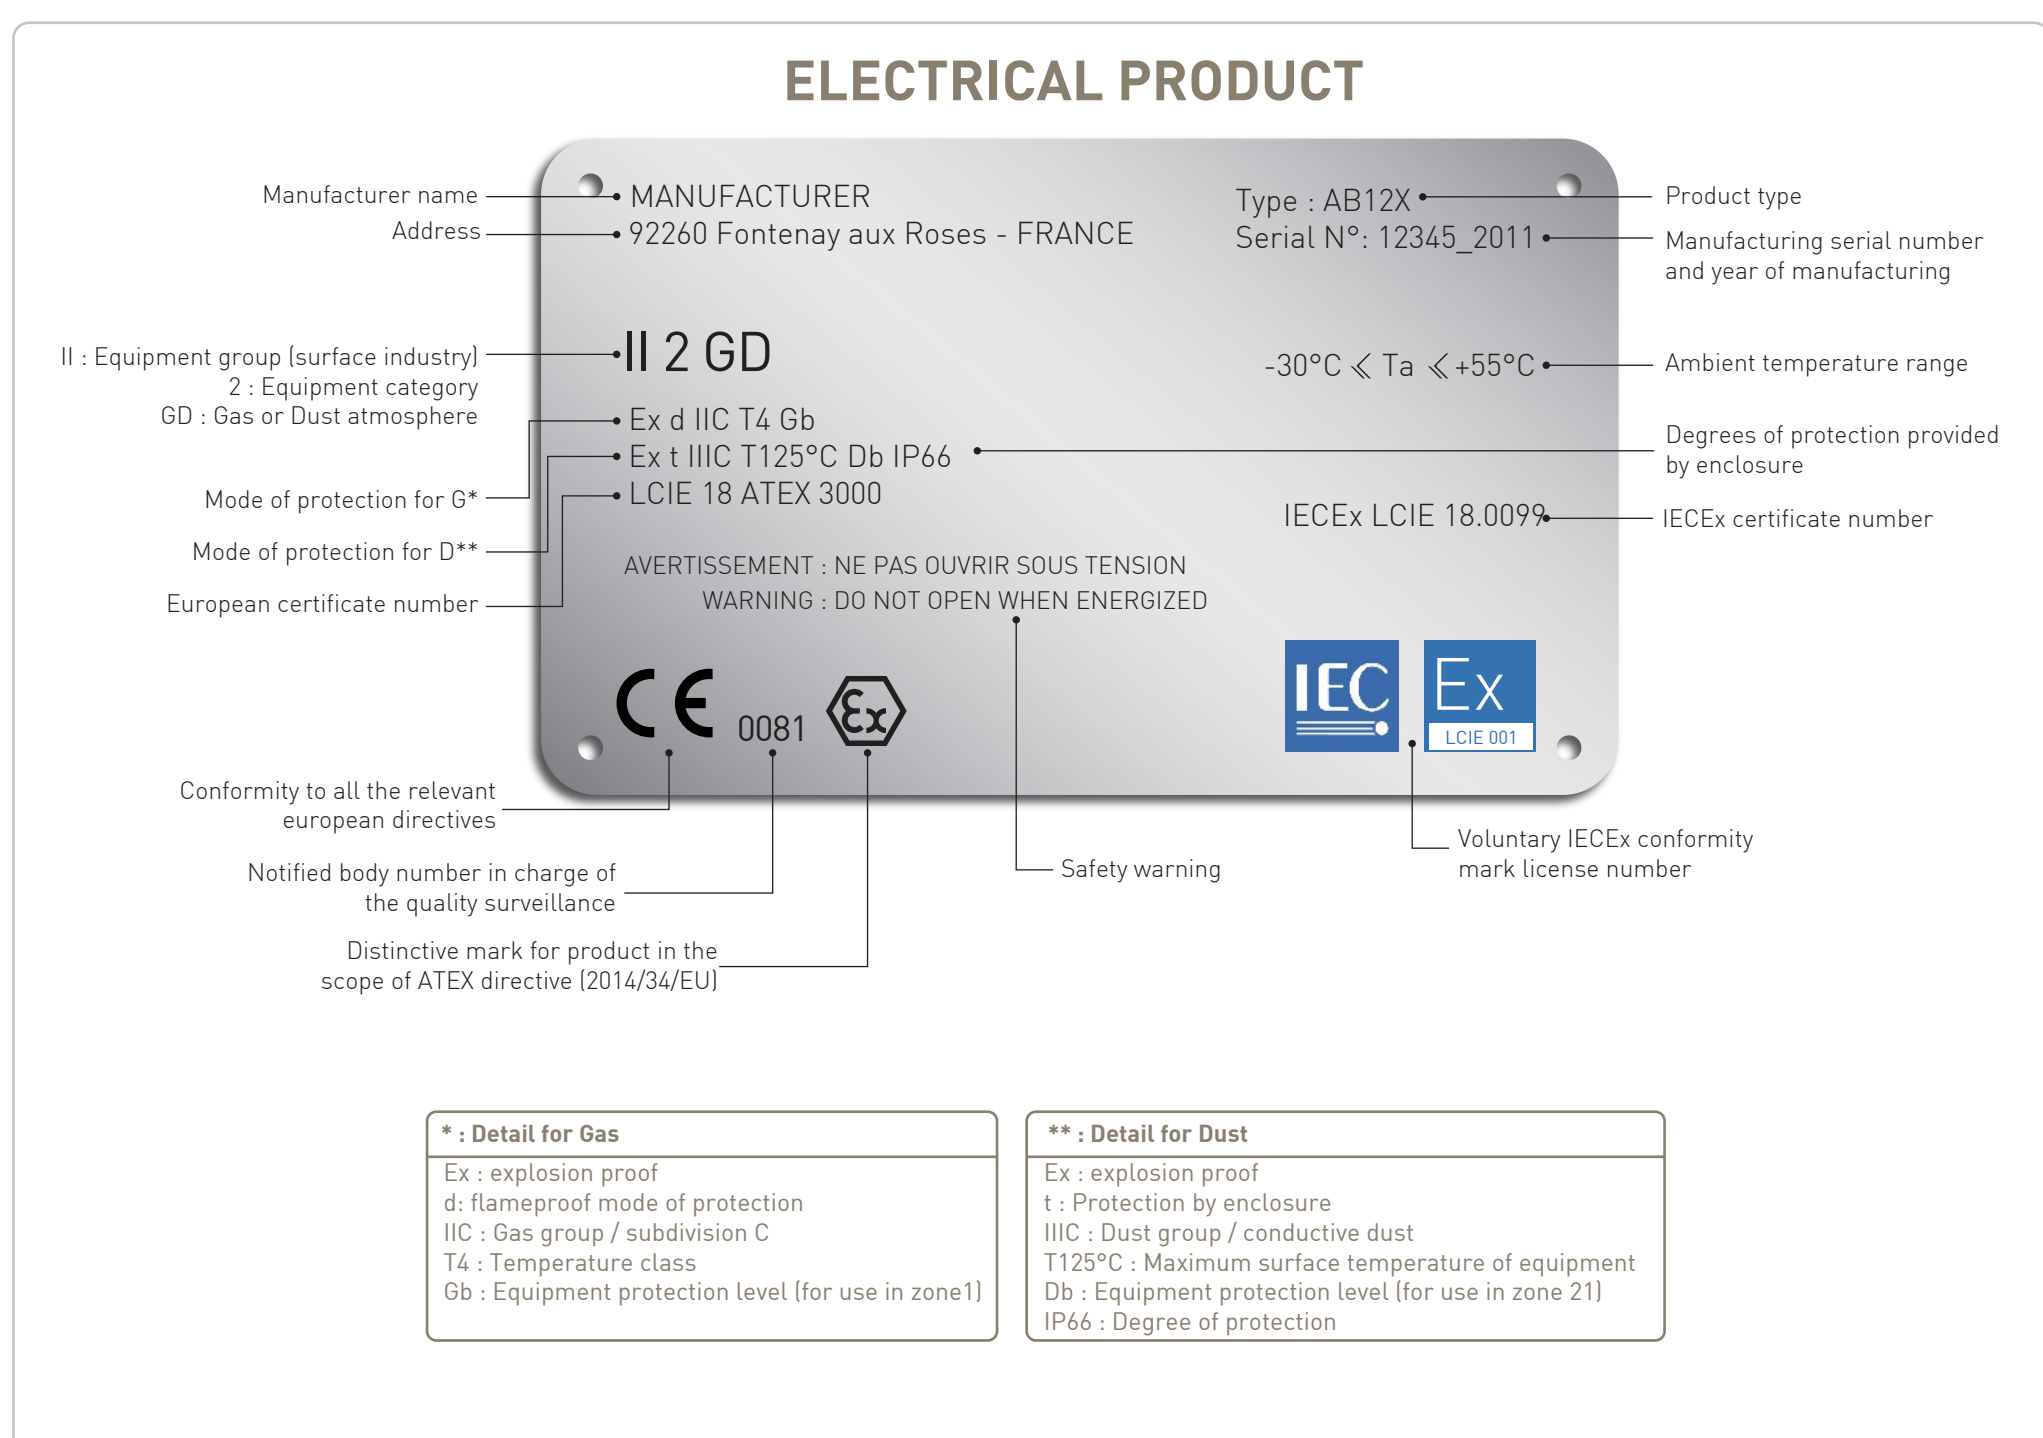 ELECTRICAL PRODUCT
Manufacturer name
Address
II : Equipment group (surface industry)
2 : Equipment category
GD : Gas or Dust atmosphere
Mode of protection for G*
Mode of protection for D**
European certificate number
MANUFACTURER
92260 Fontenay aux Roses - FRANCE
Type : AB12X
Serial N°: 12345_2011
II 2 GD
-30°C ≪ Ta ≪ +55°C
Ex d IIC T4 Gb
Ex t IIIC T125°C Db IP66
LCIE 18 ATEX 3000
IECEx LCIE 18.0099
AVERTISSEMENT : NE PAS OUVRIR SOUS TENSION
WARNING : DO NOT OPEN WHEN ENERGIZED
CE 0081 Ex
IEC
Ex
LCIE 001
Product type
Manufacturing serial number
and year of manufacturing
Ambient temperature range
Degrees of protection provided
by enclosure
IECEx certificate number
Conformity to all the relevant
european directives
Notified body number in charge of
the quality surveillance
Distinctive mark for product in the
scope of ATEX directive (2014/34/EU)
Safety warning
Voluntary IECEx conformity
mark license number
* : Detail for Gas
Ex : explosion proof
d: flameproof mode of protection
IIC : Gas group / subdivision C
T4 : Temperature class
Gb : Equipment protection level (for use in zone1)
** : Detail for Dust
Ex : explosion proof
t : Protection by enclosure
IIIC : Dust group / conductive dust
T125°C : Maximum surface temperature of equipment
Db : Equipment protection level (for use in zone 21)
IP66 : Degree of protection